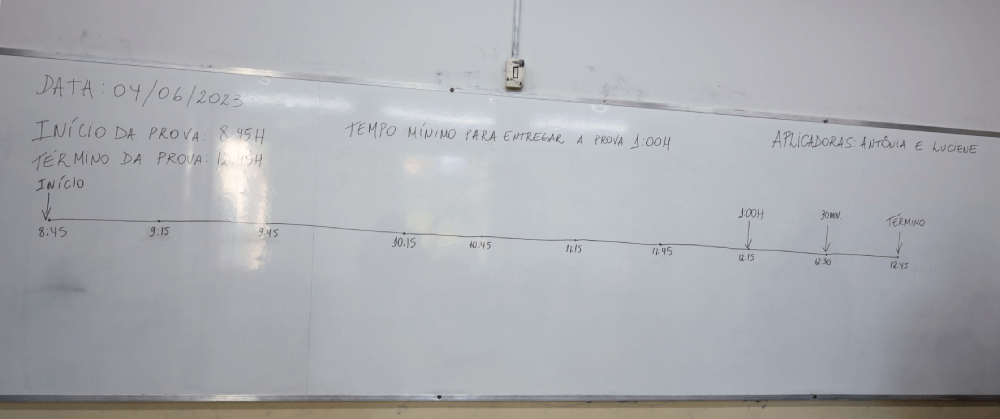 DATA: 04/06/2023
INÍCIO DA PROVA: 8:45H
TÉRMINO DA PROVA: 12:45H
TEMPO MÍNIMO PARA ENTREGAR A PROVA 1:00H
APLICADORAS: ANTÔNIA E LUCIENE
INÍCIO
1:00H
30MIN.
TÉRMINO
8:45
9:15
9:45
10:15
10:45
11:15
11:45
12:15
12:30
12:45